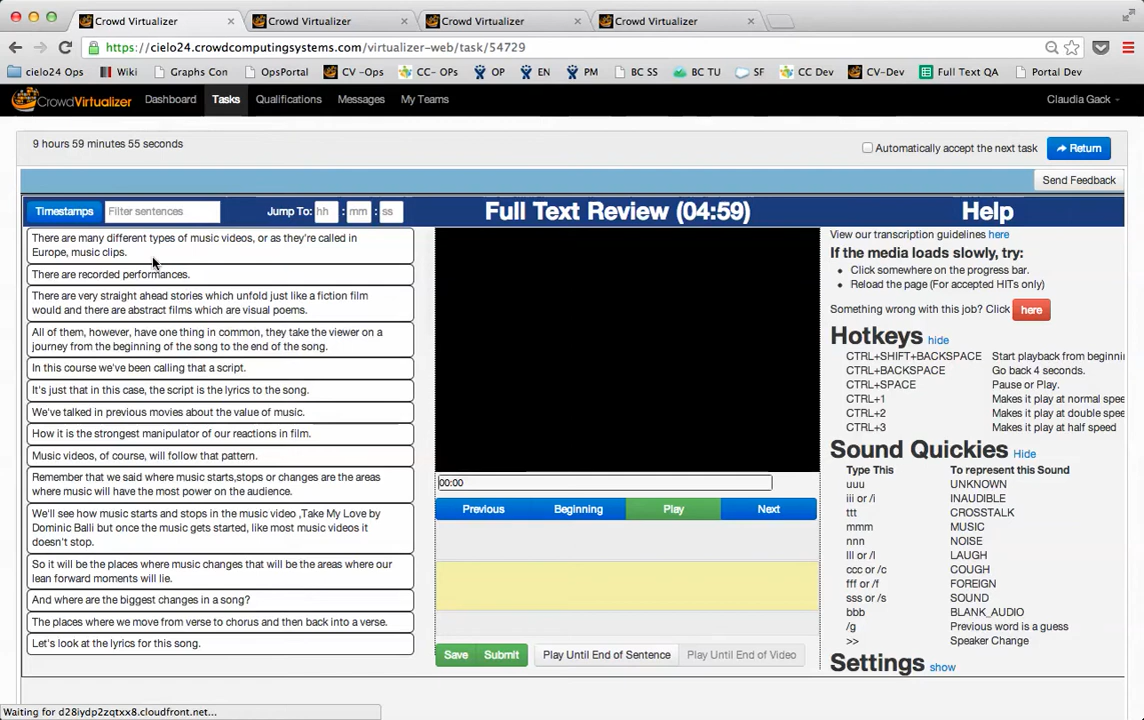 Crowd Virtualizer
Crowd Virtualizer
Crowd Virtualizer
Crowd Virtualizer
https://cielo24.crowdcomputingsystems.com/virtualizer-web/task/54729
cielo24 Ops Wiki Graphs Con OpsPortal CV -Ops CC- OPs OP EN PM BC SS BC TU SF CC Dev CV-Dev Full Text QA Portal Dev
CrowdVirtualizer Dashboard Tasks Qualifications Messages My Teams Claudia Gack
9 hours 59 minutes 55 seconds
Automatically accept the next task
Return
Send Feedback
Timestamps Filter sentences Jump To: hh : mm : ss
Full Text Review (04:59)
Help
There are many different types of music videos, or as they're called in
Europe, music clips.
There are recorded performances.
There are very straight ahead stories which unfold just like a fiction film
would and there are abstract films which are visual poems.
All of them, however, have one thing in common, they take the viewer on a
journey from the beginning of the song to the end of the song.
In this course we've been calling that a script.
It's just that in this case, the script is the lyrics to the song.
We've talked in previous movies about the value of music.
How it is the strongest manipulator of our reactions in film.
Music videos, of course, will follow that pattern.
Remember that we said where music starts,stops or changes are the areas
where music will have the most power on the audience.
We'll see how music starts and stops in the music video ,Take My Love by
Dominic Balli but once the music gets started, like most music videos it
doesn't stop.
So it will be the places where music changes that will be the areas where our
lean forward moments will lie.
And where are the biggest changes in a song?
The places where we move from verse to chorus and then back into a verse.
Let's look at the lyrics for this song.
00:00
Previous Beginning Play Next
Save Submit Play Until End of Sentence Play Until End of Video
View our transcription guidelines here
If the media loads slowly, try:
Click somewhere on the progress bar.
Reload the page (For accepted HITs only)
Something wrong with this job? Click here
Hotkeys hide
CTRL+SHIFT+BACKSPACE Start playback from beginnin
CTRL+BACKSPACE Go back 4 seconds.
CTRL+SPACE Pause or Play.
CTRL+1 Makes it play at normal spee
CTRL+2 Makes it play at double spee
CTRL+3 Makes it play at half speed
Sound Quickies Hide
Type This To represent this Sound
uuu UNKNOWN
iii or /i INAUDIBLE
ttt CROSSTALK
mmm MUSIC
nnn NOISE
lll or /l LAUGH
ccc or /c COUGH
fff or /f FOREIGN
sss or /s SOUND
bbb BLANK_AUDIO
/g Previous word is a guess
>> Speaker Change
Settings show
Waiting for d28iydp2zqtxx8.cloudfront.net...